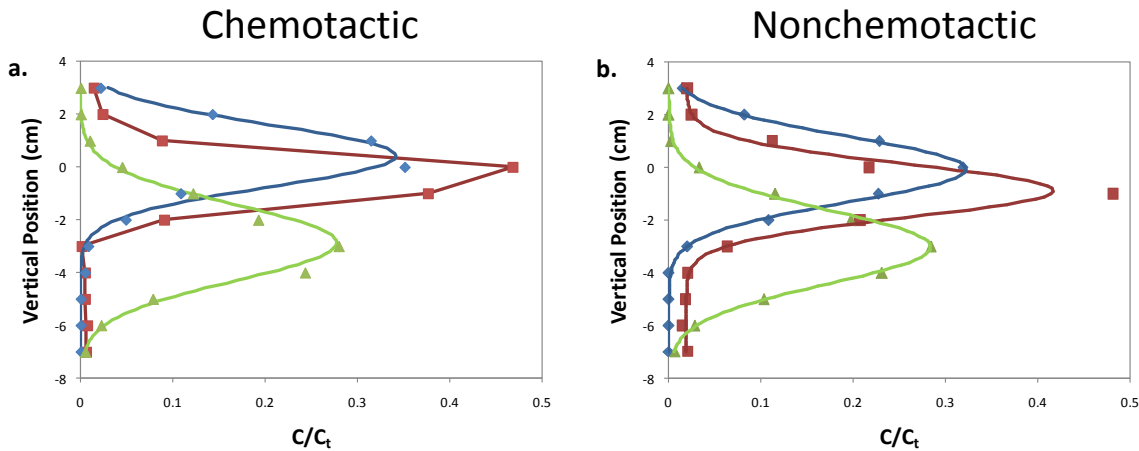 Chemotactic
a.
Vertical Position (cm)
4
2
0
-2
-4
-6
-8
0 0.1 0.2 0.3 0.4 0.5
C/Ct
Nonchemotactic
b.
Vertical Position (cm)
4
2
0
-2
-4
-6
-8
0 0.1 0.2 0.3 0.4 0.5
C/Ct